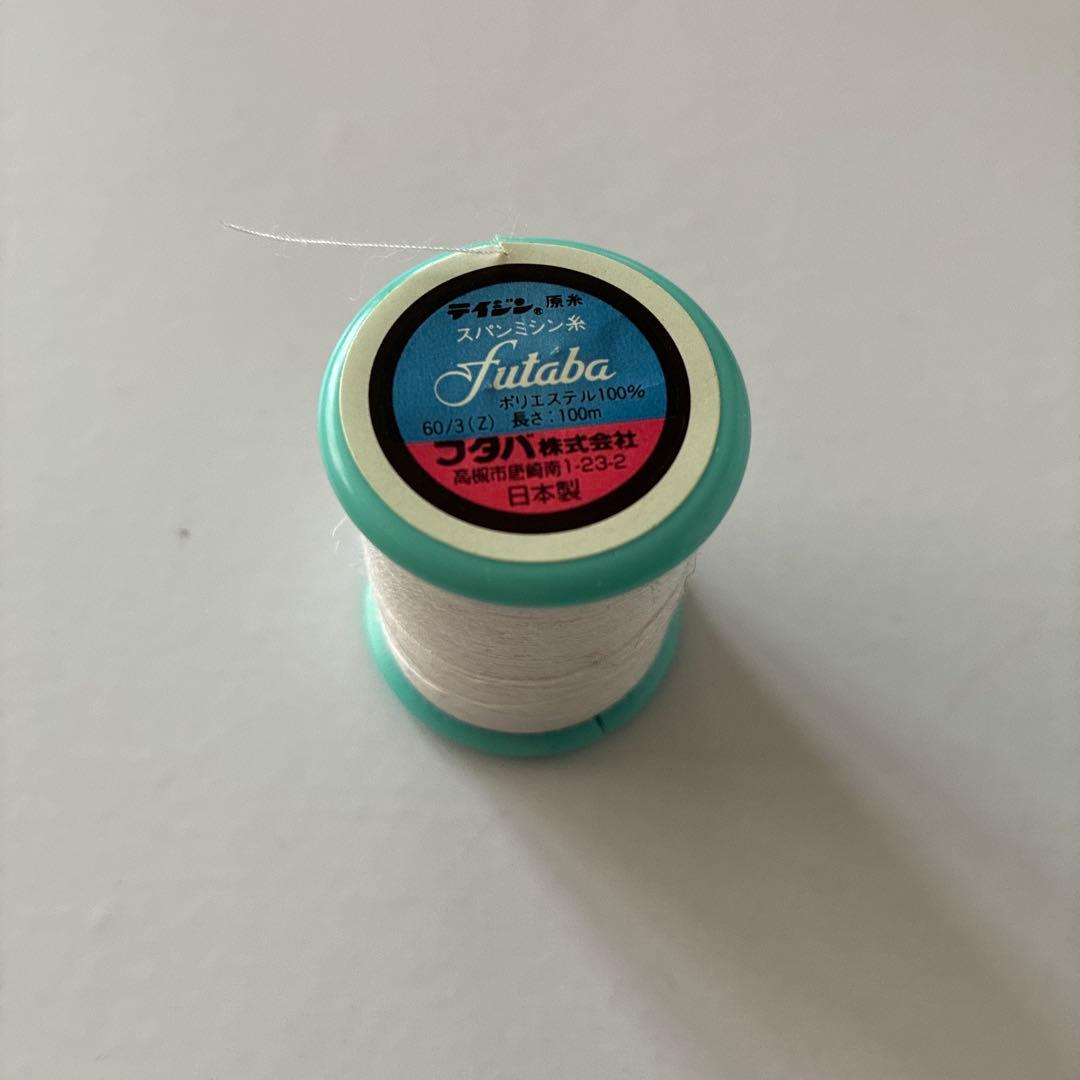 テイジン® 原糸
スパンミシン糸
futaba
ポリエステル100%
60/3(Z) 長さ:100m
フタバ株式会社
高槻市唐崎南1-23-2
日本製